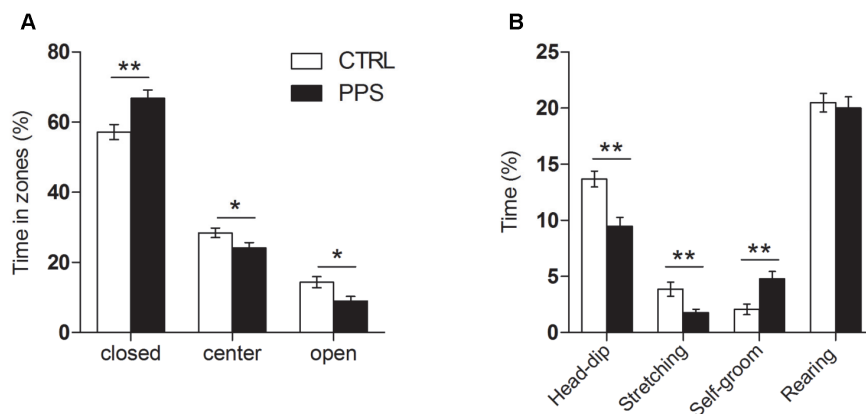 A
Time in zones (%)
80
60
40
20
0
**
*
*
CTRL
PPS
closed
center
open
B
Time (%)
25
20
15
10
5
0
**
**
**
Head-dip
Stretching
Self-groom
Rearing